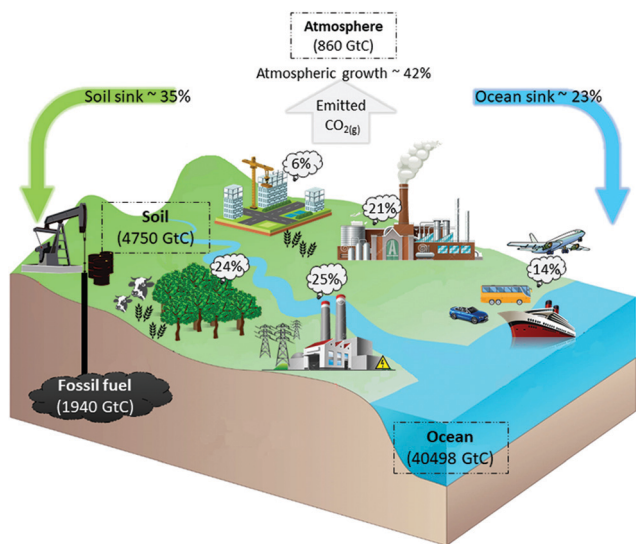 Atmosphere
(860 GtC)
Atmospheric growth ~ 42%
Soil sink ~ 35%
Emitted
CO2(g)
Ocean sink ~ 23%
6%
21%
Soil
(4750 GtC)
24%
25%
14%
Fossil fuel
(1940 GtC)
Ocean
(40498 GtC)